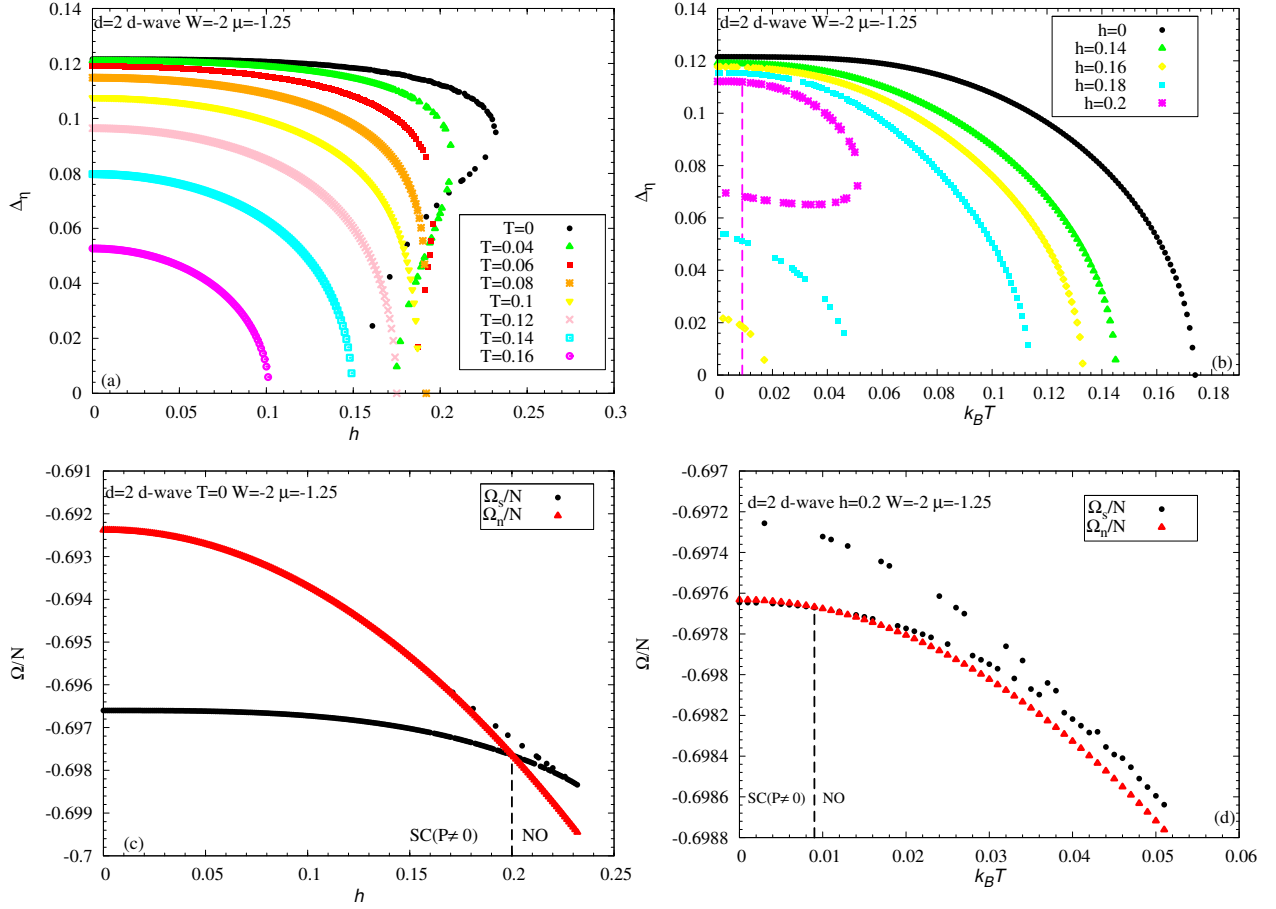 d=2 d-wave W=-2 μ=-1.25
0.14
0.12
0.1
0.08
0.06
0.04
0.02
0
Δη
T=0
T=0.04
T=0.06
T=0.08
T=0.1
T=0.12
T=0.14
T=0.16
(a)
0 0.05 0.1 0.15 0.2 0.25 0.3
h
d=2 d-wave W=-2 μ=-1.25
0.14
0.12
0.1
0.08
0.06
0.04
0.02
0
Δη
h=0
h=0.14
h=0.16
h=0.18
h=0.2
(b)
0 0.02 0.04 0.06 0.08 0.10 0.12 0.14 0.16 0.18
kBT
-0.691
-0.692
-0.693
-0.694
-0.695
-0.696
-0.697
-0.698
-0.699
-0.7
Ω/N
d=2 d-wave T=0 W=-2 μ=-1.25
Ωs/N
Ωn/N
SC(P≠ 0) NO
(c)
0 0.05 0.1 0.15 0.2 0.25
h
-0.697
-0.6972
-0.6974
-0.6976
-0.6978
-0.698
-0.6982
-0.6984
-0.6986
-0.6988
Ω/N
d=2 d-wave h=0.2 W=-2 μ=-1.25
Ωs/N
Ωn/N
SC(P≠ 0) NO
(d)
0 0.01 0.02 0.03 0.04 0.05 0.06
kBT